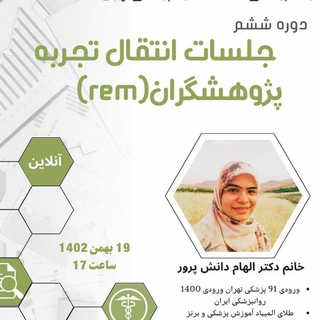 دوره ششم
جلسات انتقال تجربه
پژوهشگران(rem)
آنلاین
19 بهمن 1402
ساعت 17
خانم دکتر الهام دانش پرور
ورودی 91 پزشکی تهران ورودی 1400
روانپزشکی ایران
طلای المپیاد آموزش پزشکی و برنز